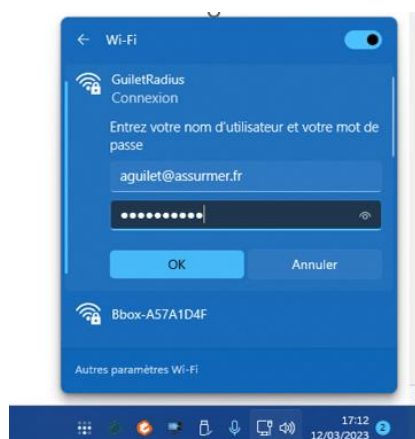 Wi-Fi
GuiletRadius
Connexion
Entrez votre nom d'utilisateur et votre mot de
passe
aguilet@assurmer.fr
••••••••••
OK
Annuler
Bbox-A57A1D4F
Autres paramètres Wi-Fi
17:12
12/03/2023
2